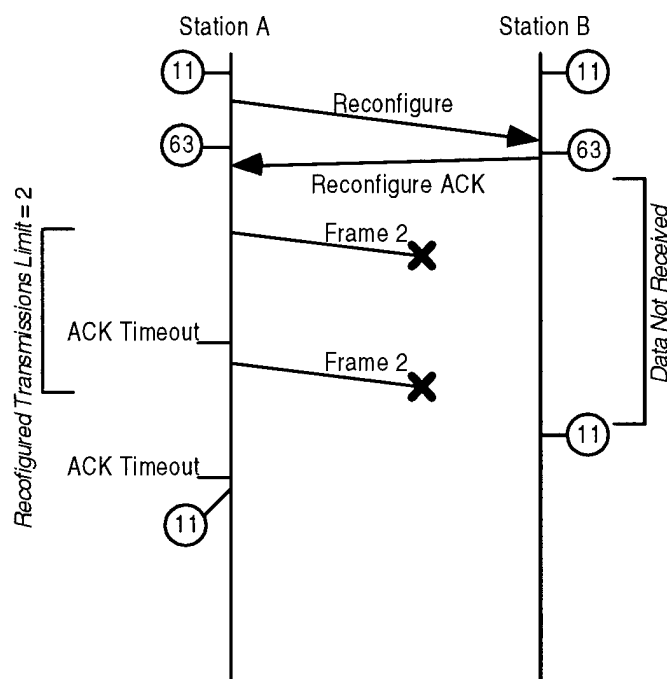 Station A
Station B
11
11
Reconfigure
63
63
Reconfigure ACK
Recofigured Transmissions Limit = 2
Data Not Received
Frame 2
ACK Timeout
Frame 2
11
ACK Timeout
11